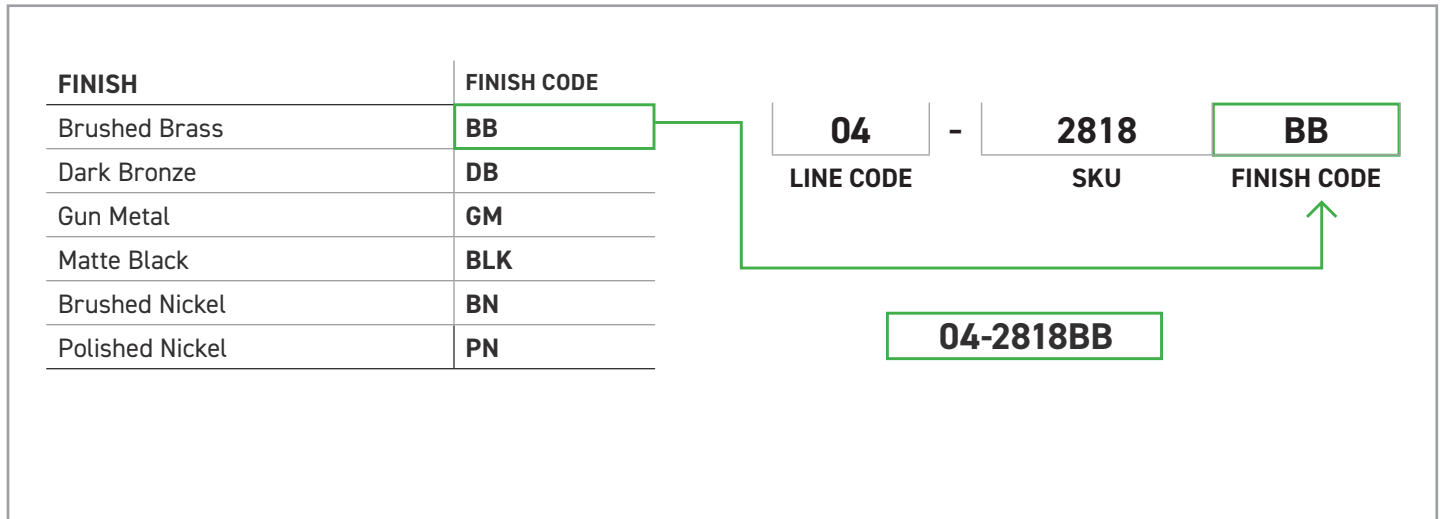 FINISH FINISH CODE
Brushed Brass BB
Dark Bronze DB
Gun Metal GM
Matte Black BLK
Brushed Nickel BN
Polished Nickel PN
04 - 2818 BB
LINE CODE SKU FINISH CODE
04-2818BB